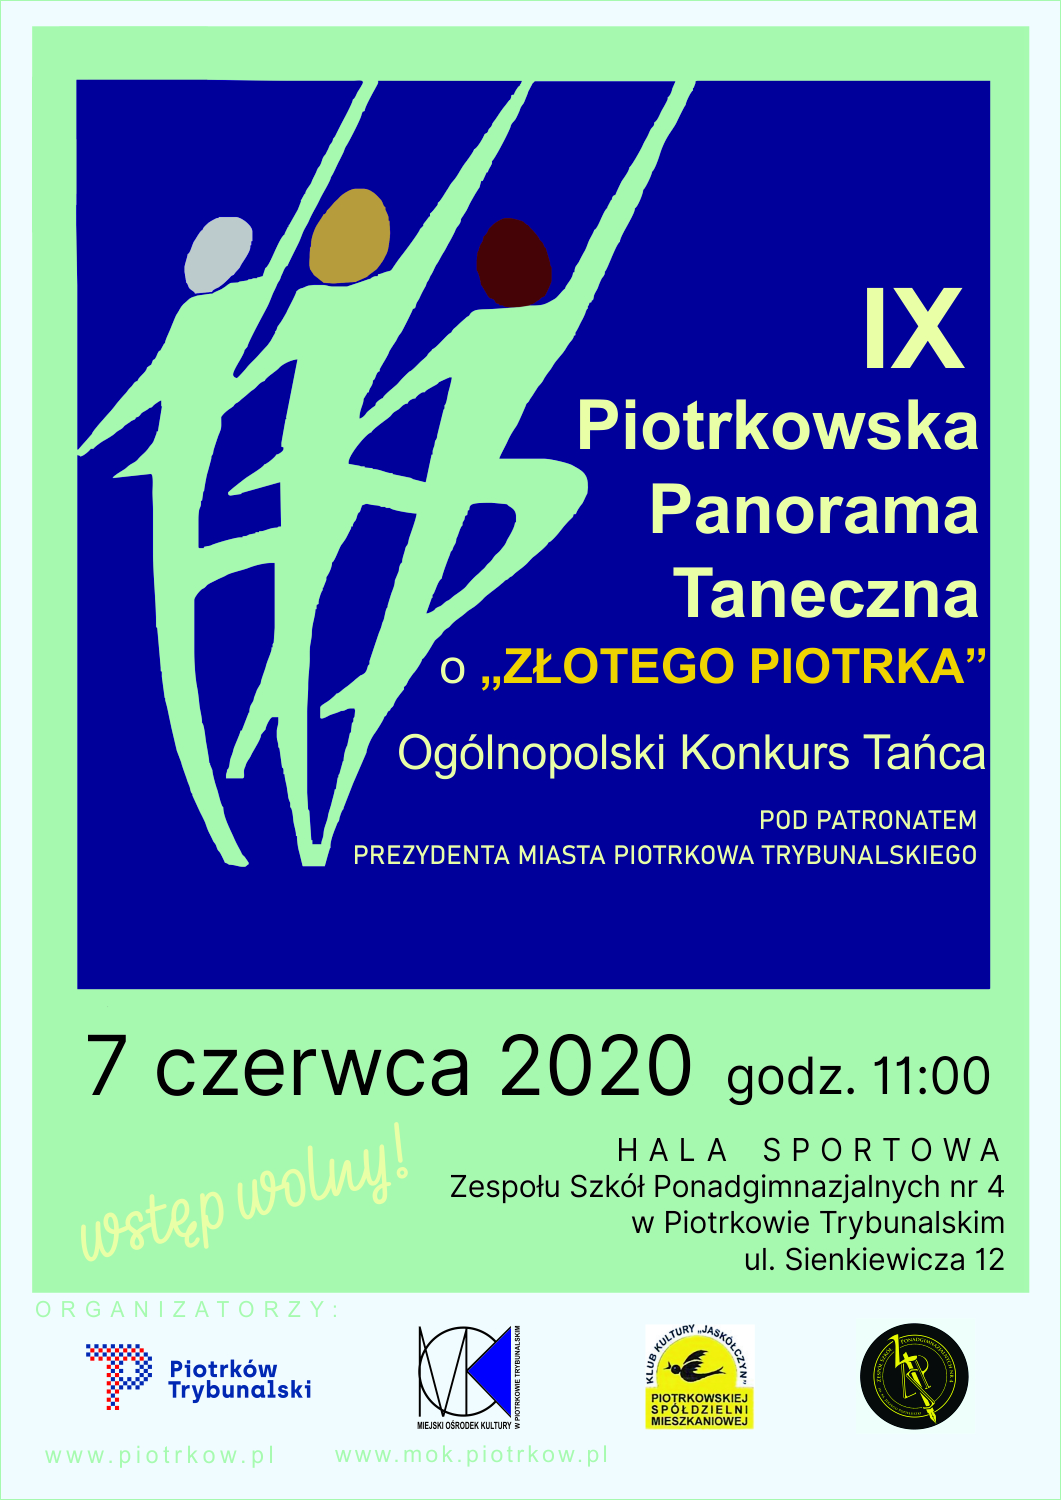 IX
Piotrkowska
Panorama
Taneczna
o „ZŁOTEGO PIOTRKA”
Ogólnopolski Konkurs Tańca
POD PATRONATEM
PREZYDENTA MIASTA PIOTRKOWA TRYBUNALSKIEGO
7 czerwca 2020 godz. 11:00
wstęp wolny!
HALA SPORTOWA
Zespołu Szkół Ponadgimnazjalnych nr 4
w Piotrkowie Trybunalskim
ul. Sienkiewicza 12
ORGANIZATORZY:
Piotrków
Trybunalski
MIEJSKI OŚRODEK KULTURY
W PIOTRKOWIE TRYBUNALSKIM
KLUB KULTURY „JASKÓŁCZYN”
PIOTRKOWSKIEJ
SPÓŁDZIELNI
MIESZKANIOWEJ
www.piotrkow.pl
www.mok.piotrkow.pl